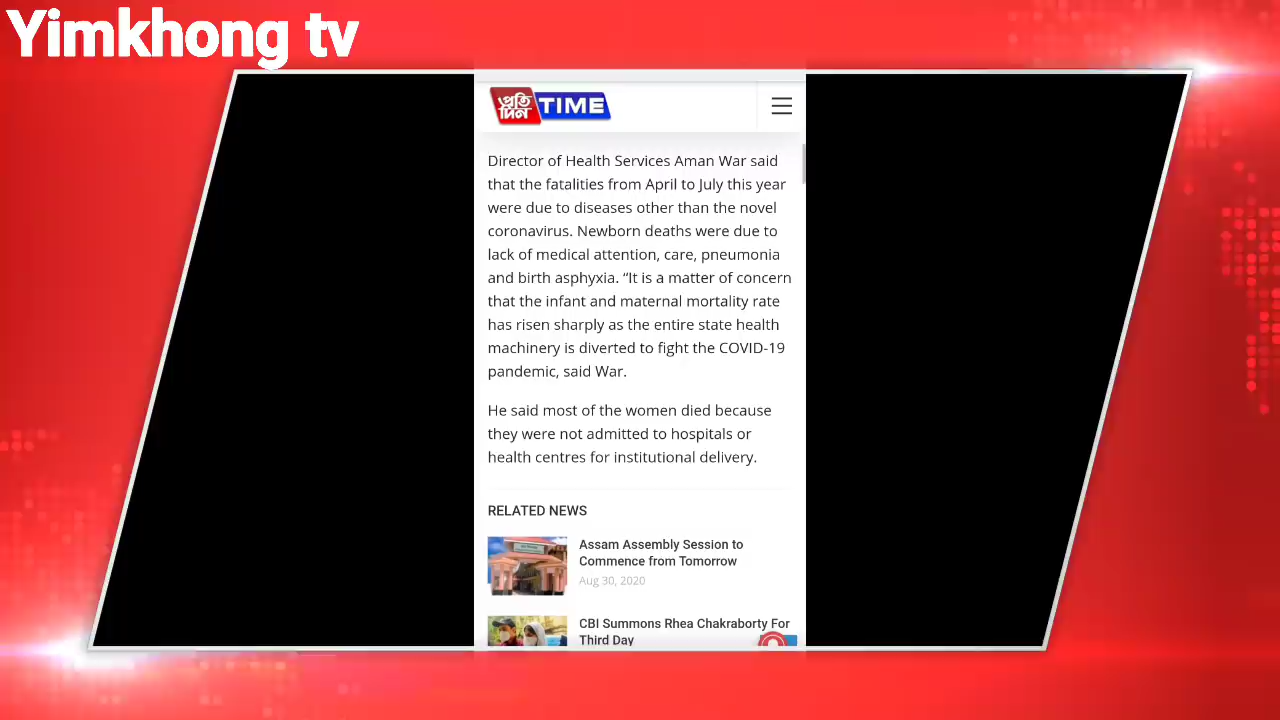 Yimkhong tv
প্রতি
দিন
TIME
Director of Health Services Aman War said
that the fatalities from April to July this year
were due to diseases other than the novel
coronavirus. Newborn deaths were due to
lack of medical attention, care, pneumonia
and birth asphyxia. “It is a matter of concern
that the infant and maternal mortality rate
has risen sharply as the entire state health
machinery is diverted to fight the COVID-19
pandemic, said War.
He said most of the women died because
they were not admitted to hospitals or
health centres for institutional delivery.
RELATED NEWS
Assam Assembly Session to
Commence from Tomorrow
Aug 30, 2020
CBI Summons Rhea Chakraborty For
Third Day